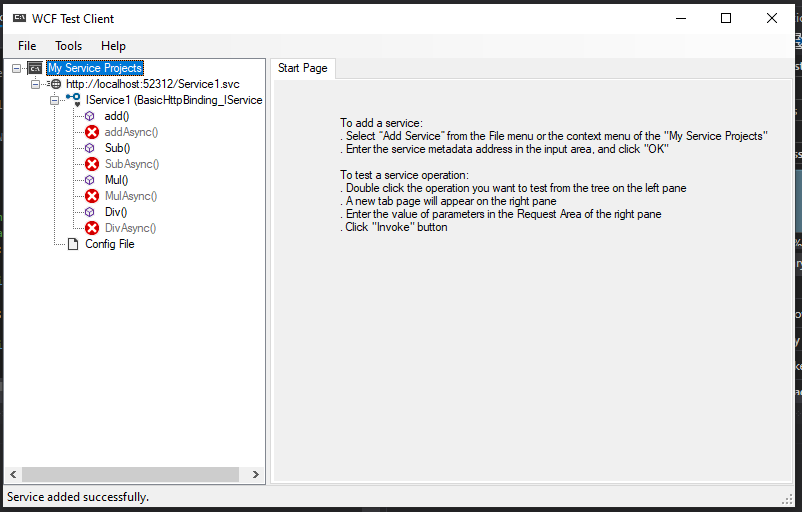 WCF Test Client
File Tools Help
My Service Projects
http://localhost:52312/Service1.svc
IService1 (BasicHttpBinding_IService
add()
addAsync()
Sub()
SubAsync()
Mul()
MulAsync()
Div()
DivAsync()
Config File
Start Page
To add a service:
. Select "Add Service" from the File menu or the context menu of the "My Service Projects"
. Enter the service metadata address in the input area, and click "OK"
To test a service operation:
. Double click the operation you want to test from the tree on the left pane
. A new tab page will appear on the right pane
. Enter the value of parameters in the Request Area of the right pane
. Click "Invoke" button
Service added successfully.